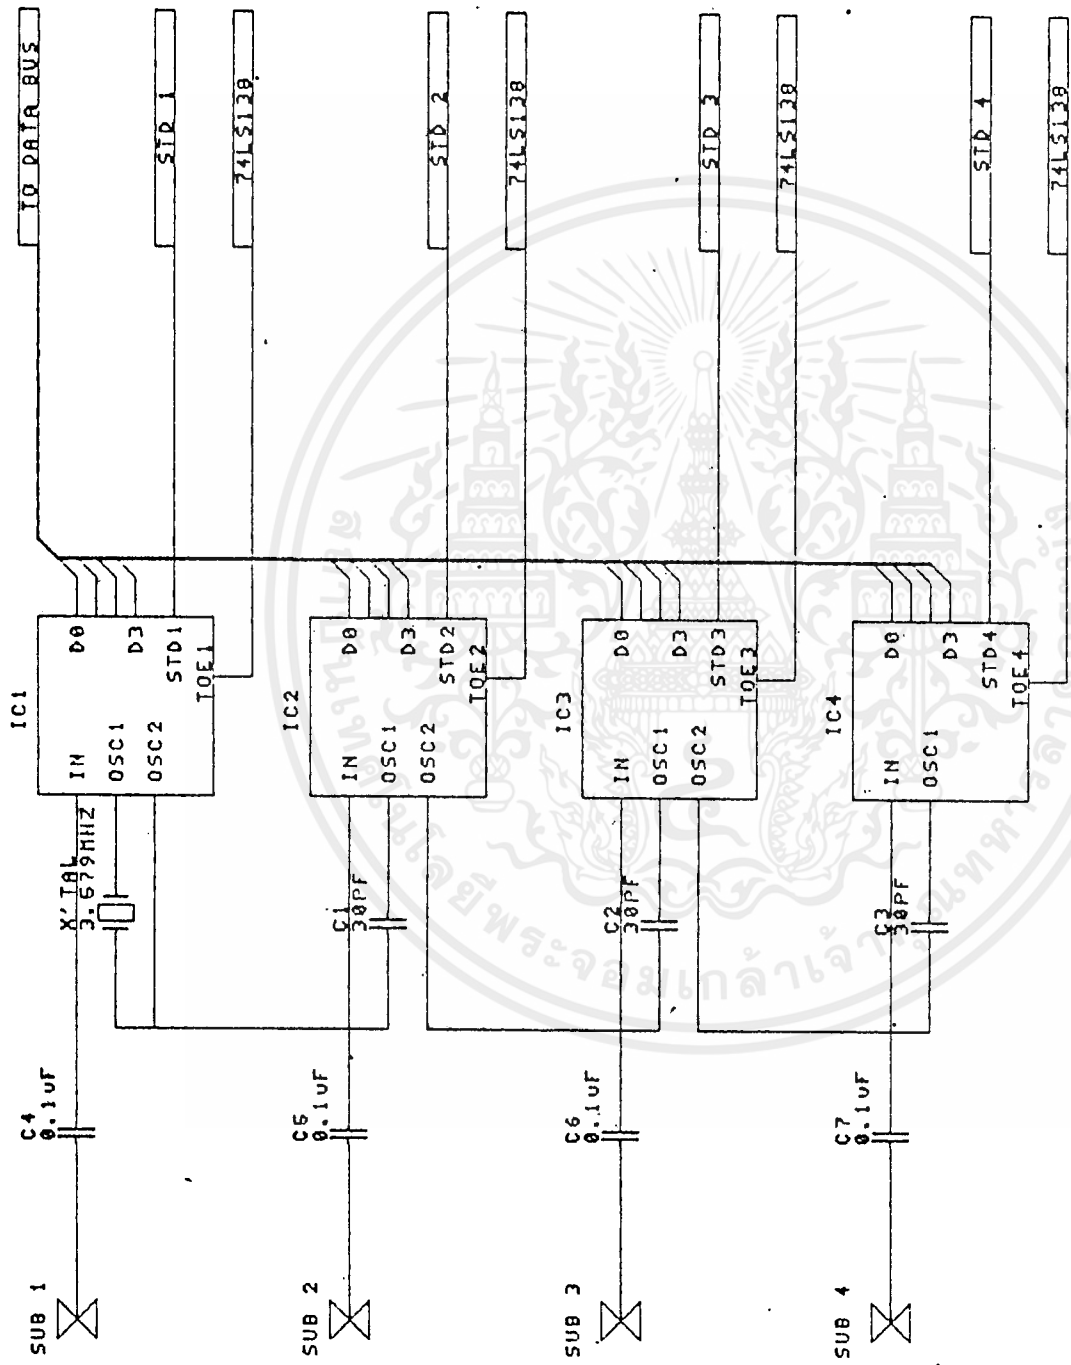 TO DATA BUS
STD 1
74LS138
STD 2
74LS138
STD 3
74LS138
STD 4
74LS138
IC1
IN
OSC1
OSC2
D0
D3
STD1
TOE1
IC2
IN
OSC1
OSC2
D0
D3
STD2
TOE2
IC3
IN
OSC1
OSC2
D0
D3
STD3
TOE3
IC4
IN
OSC1
D0
D3
STD4
TOE4
X'TAL
3.579MHZ
C1
30PF
C2
30PF
C3
30PF
C4
0.1uF
C5
0.1uF
C6
0.1uF
C7
0.1uF
SUB 1
SUB 2
SUB 3
SUB 4